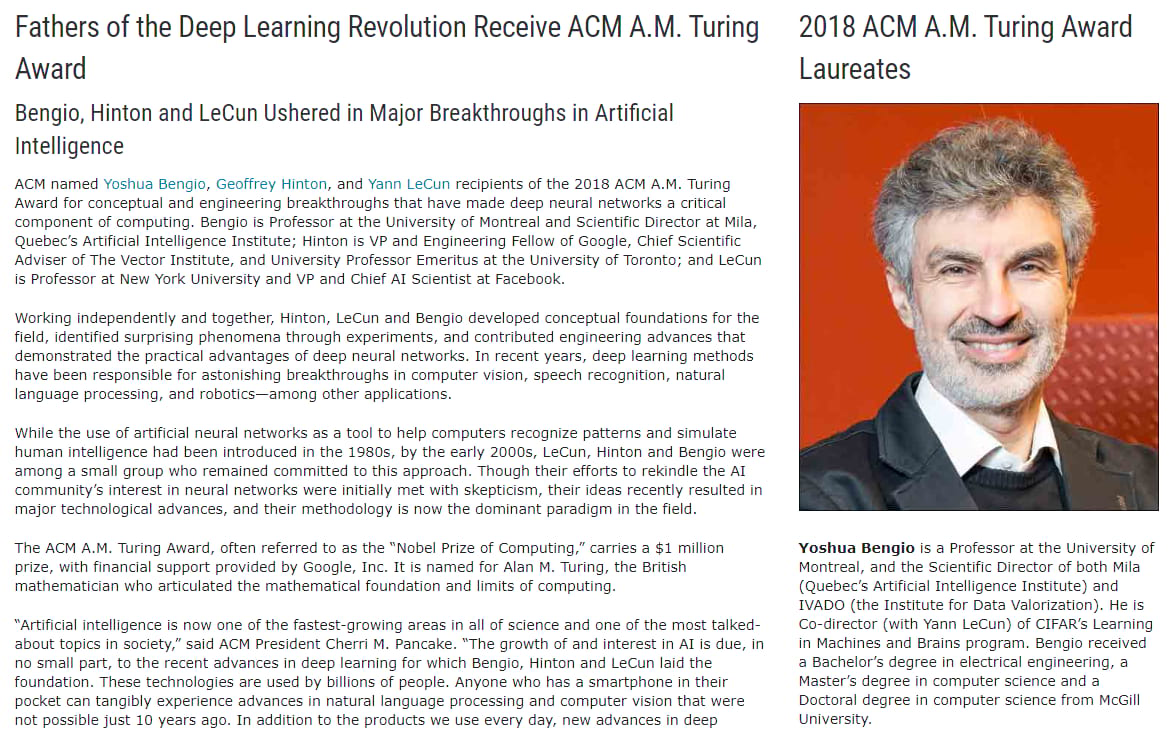 Fathers of the Deep Learning Revolution Receive ACM A.M. Turing
Award
Bengio, Hinton and LeCun Ushered in Major Breakthroughs in Artificial
Intelligence
ACM named Yoshua Bengio, Geoffrey Hinton, and Yann LeCun recipients of the 2018 ACM A.M. Turing
Award for conceptual and engineering breakthroughs that have made deep neural networks a critical
component of computing. Bengio is Professor at the University of Montreal and Scientific Director at Mila,
Quebec’s Artificial Intelligence Institute; Hinton is VP and Engineering Fellow of Google, Chief Scientific
Adviser of The Vector Institute, and University Professor Emeritus at the University of Toronto; and LeCun
is Professor at New York University and VP and Chief AI Scientist at Facebook.
Working independently and together, Hinton, LeCun and Bengio developed conceptual foundations for the
field, identified surprising phenomena through experiments, and contributed engineering advances that
demonstrated the practical advantages of deep neural networks. In recent years, deep learning methods
have been responsible for astonishing breakthroughs in computer vision, speech recognition, natural
language processing, and robotics—among other applications.
While the use of artificial neural networks as a tool to help computers recognize patterns and simulate
human intelligence had been introduced in the 1980s, by the early 2000s, LeCun, Hinton and Bengio were
among a small group who remained committed to this approach. Though their efforts to rekindle the AI
community’s interest in neural networks were initially met with skepticism, their ideas recently resulted in
major technological advances, and their methodology is now the dominant paradigm in the field.
The ACM A.M. Turing Award, often referred to as the “Nobel Prize of Computing,” carries a $1 million
prize, with financial support provided by Google, Inc. It is named for Alan M. Turing, the British
mathematician who articulated the mathematical foundation and limits of computing.
“Artificial intelligence is now one of the fastest-growing areas in all of science and one of the most talked-
about topics in society,” said ACM President Cherri M. Pancake. “The growth of and interest in AI is due, in
no small part, to the recent advances in deep learning for which Bengio, Hinton and LeCun laid the
foundation. These technologies are used by billions of people. Anyone who has a smartphone in their
pocket can tangibly experience advances in natural language processing and computer vision that were
not possible just 10 years ago. In addition to the products we use every day, new advances in deep
2018 ACM A.M. Turing Award
Laureates
Yoshua Bengio is a Professor at the University of
Montreal, and the Scientific Director of both Mila
(Quebec’s Artificial Intelligence Institute) and
IVADO (the Institute for Data Valorization). He is
Co-director (with Yann LeCun) of CIFAR’s Learning
in Machines and Brains program. Bengio received
a Bachelor’s degree in electrical engineering, a
Master’s degree in computer science and a
Doctoral degree in computer science from McGill
University.